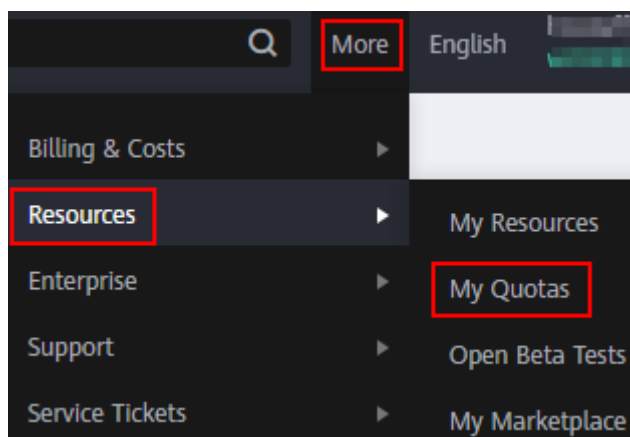 More English
Billing & Costs
Resources
My Resources
Enterprise
My Quotas
Support
Open Beta Tests
Service Tickets
My Marketplace